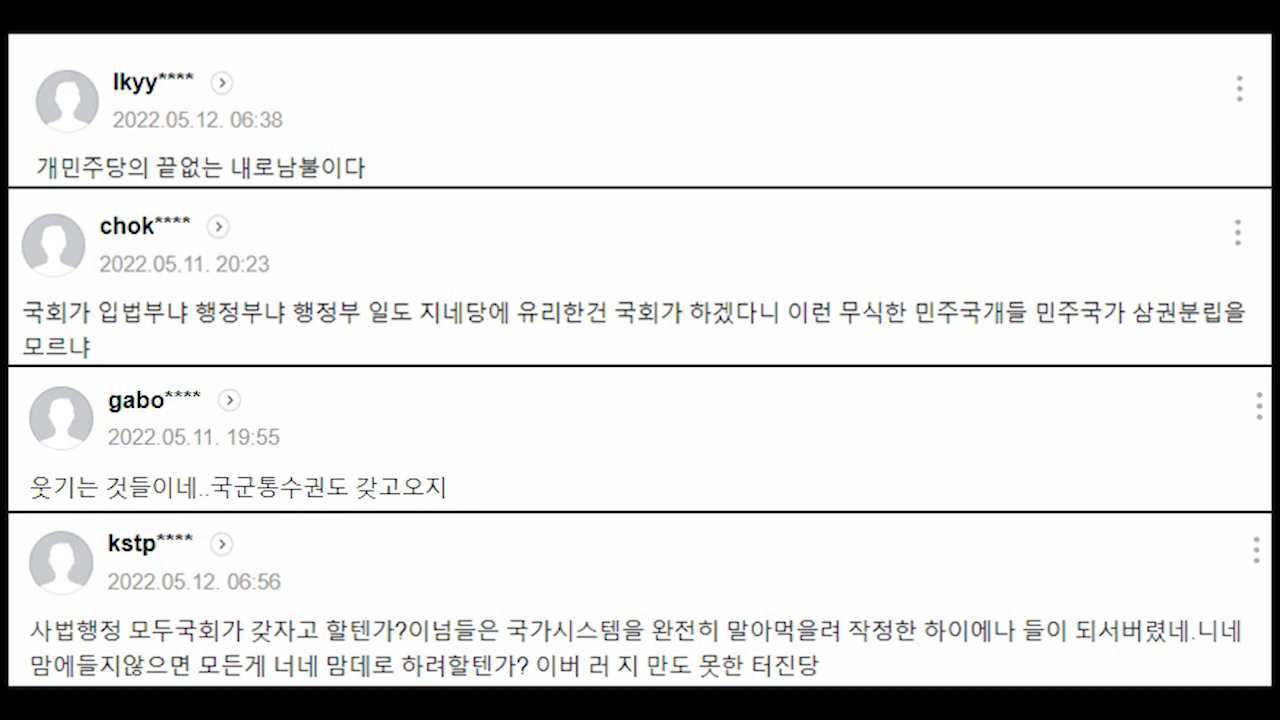 lkyy****
2022.05.12. 06:38
개민주당의 끝없는 내로남불이다
chok****
2022.05.11. 20:23
국회가 입법부냐 행정부냐 행정부 일도 지네당에 유리한건 국회가 하겠다니 이런 무식한 민주국개들 민주국가 삼권분립을
모르냐
gabo****
2022.05.11. 19:55
웃기는 것들이네..국군통수권도 갖고오지
kstp****
2022.05.12. 06:56
사법행정 모두국회가 갖자고 할텐가?이넘들은 국가시스템을 완전히 말아먹을려 작정한 하이에나 들이 되서버렸네.니네
맘에들지않으면 모든게 너네 맘데로 하려할텐가? 이버 러 지 만도 못한 터진당